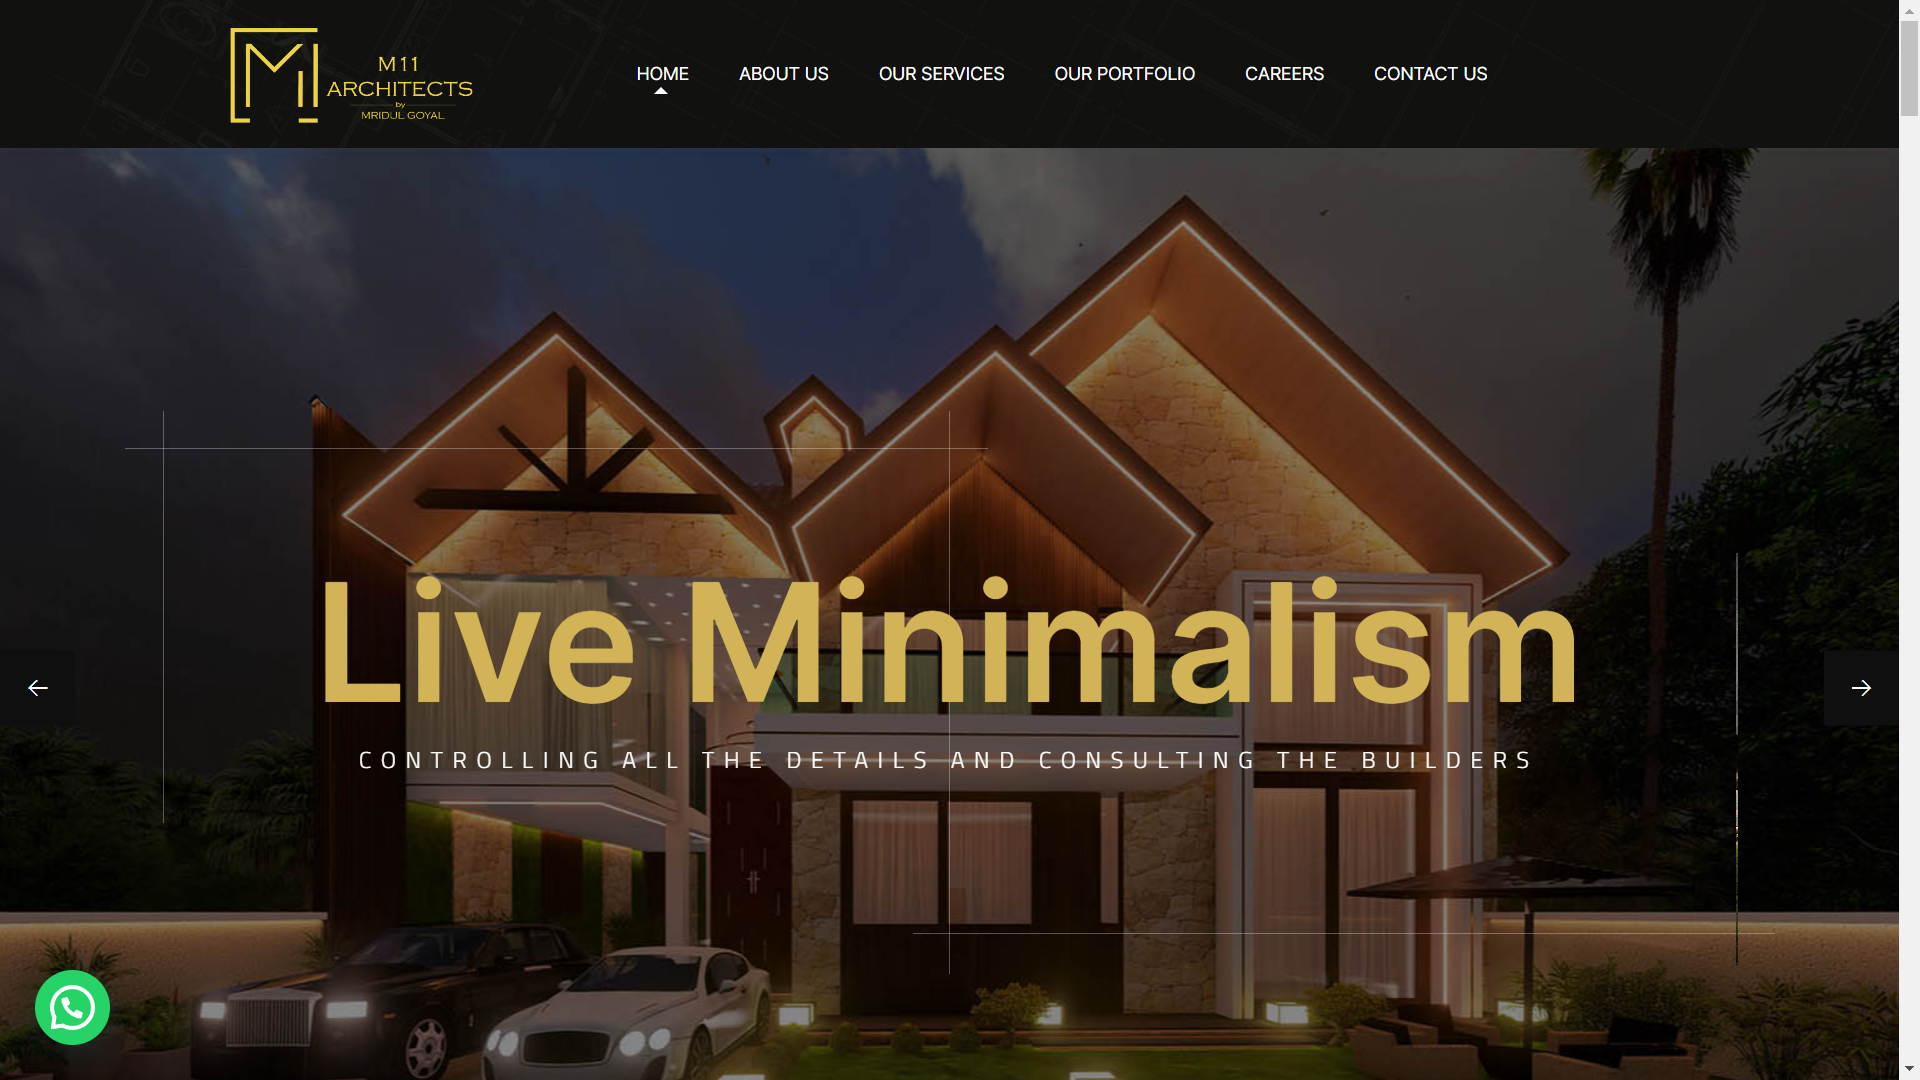 M11
ARCHITECTS
by
MRIDUL GOYAL
HOME
ABOUT US
OUR SERVICES
OUR PORTFOLIO
CAREERS
CONTACT US
Live Minimalism
CONTROLLING ALL THE DETAILS AND CONSULTING THE BUILDERS